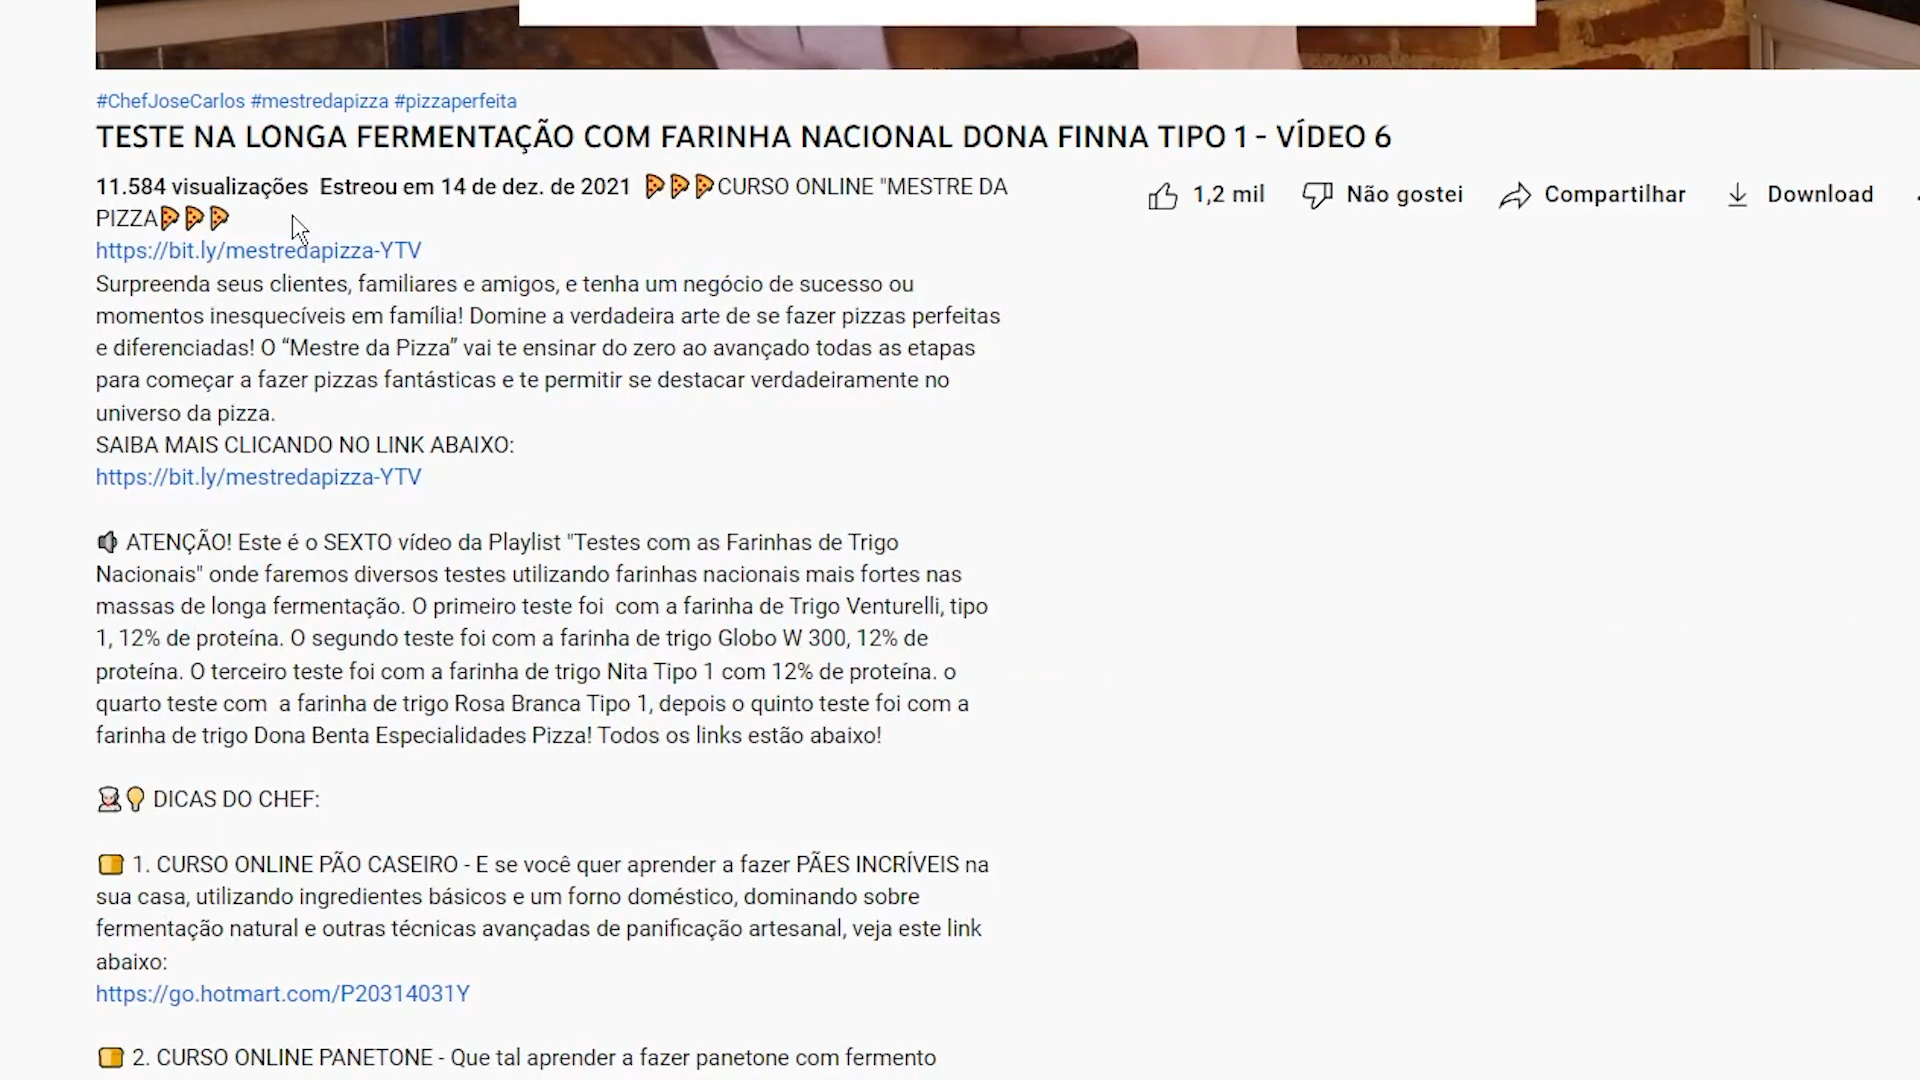 #ChefJoseCarlos #mestredapizza #pizzaperfeita
TESTE NA LONGA FERMENTAÇÃO COM FARINHA NACIONAL DONA FINNA TIPO 1 - VÍDEO 6
11.584 visualizações Estreou em 14 de dez. de 2021 🍕🍕🍕CURSO ONLINE "MESTRE DA
PIZZA🍕🍕🍕
1,2 mil Não gostei Compartilhar Download
https://bit.ly/mestredapizza-YTV
Surpreenda seus clientes, familiares e amigos, e tenha um negócio de sucesso ou
momentos inesquecíveis em família! Domine a verdadeira arte de se fazer pizzas perfeitas
e diferenciadas! O “Mestre da Pizza” vai te ensinar do zero ao avançado todas as etapas
para começar a fazer pizzas fantásticas e te permitir se destacar verdadeiramente no
universo da pizza.
SAIBA MAIS CLICANDO NO LINK ABAIXO:
https://bit.ly/mestredapizza-YTV
🔊 ATENÇÃO! Este é o SEXTO vídeo da Playlist "Testes com as Farinhas de Trigo
Nacionais" onde faremos diversos testes utilizando farinhas nacionais mais fortes nas
massas de longa fermentação. O primeiro teste foi  com a farinha de Trigo Venturelli, tipo
1, 12% de proteína. O segundo teste foi com a farinha de trigo Globo W 300, 12% de
proteína. O terceiro teste foi com a farinha de trigo Nita Tipo 1 com 12% de proteína. o
quarto teste com  a farinha de trigo Rosa Branca Tipo 1, depois o quinto teste foi com a
farinha de trigo Dona Benta Especialidades Pizza! Todos os links estão abaixo!
👨‍🍳💡 DICAS DO CHEF:
🍞 1. CURSO ONLINE PÃO CASEIRO - E se você quer aprender a fazer PÃES INCRÍVEIS na
sua casa, utilizando ingredientes básicos e um forno doméstico, dominando sobre
fermentação natural e outras técnicas avançadas de panificação artesanal, veja este link
abaixo:
https://go.hotmart.com/P20314031Y
🍞 2. CURSO ONLINE PANETONE - Que tal aprender a fazer panetone com fermento